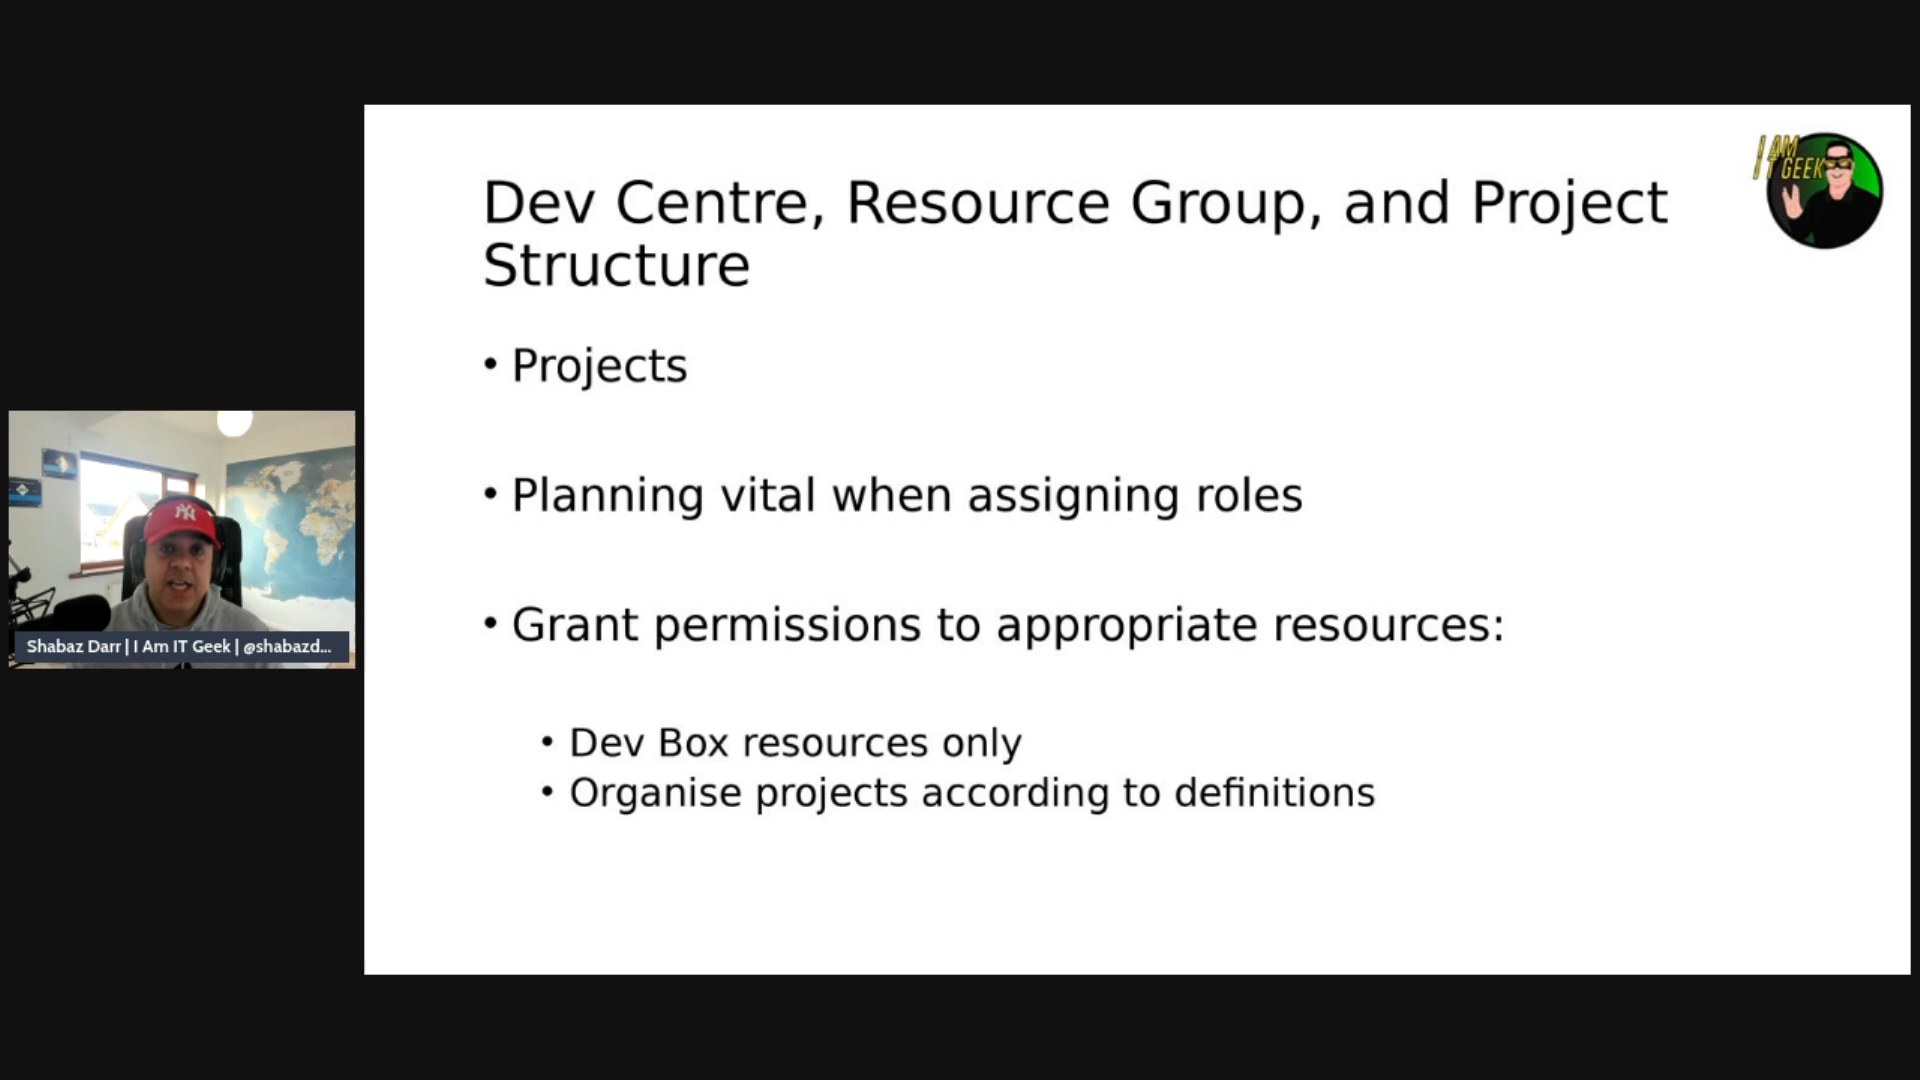 Dev Centre, Resource Group, and Project
Structure
I AM
IT GEEK
• Projects
• Planning vital when assigning roles
• Grant permissions to appropriate resources:
• Dev Box resources only
• Organise projects according to definitions
NY
Shabaz Darr | I Am IT Geek | @shabazd...